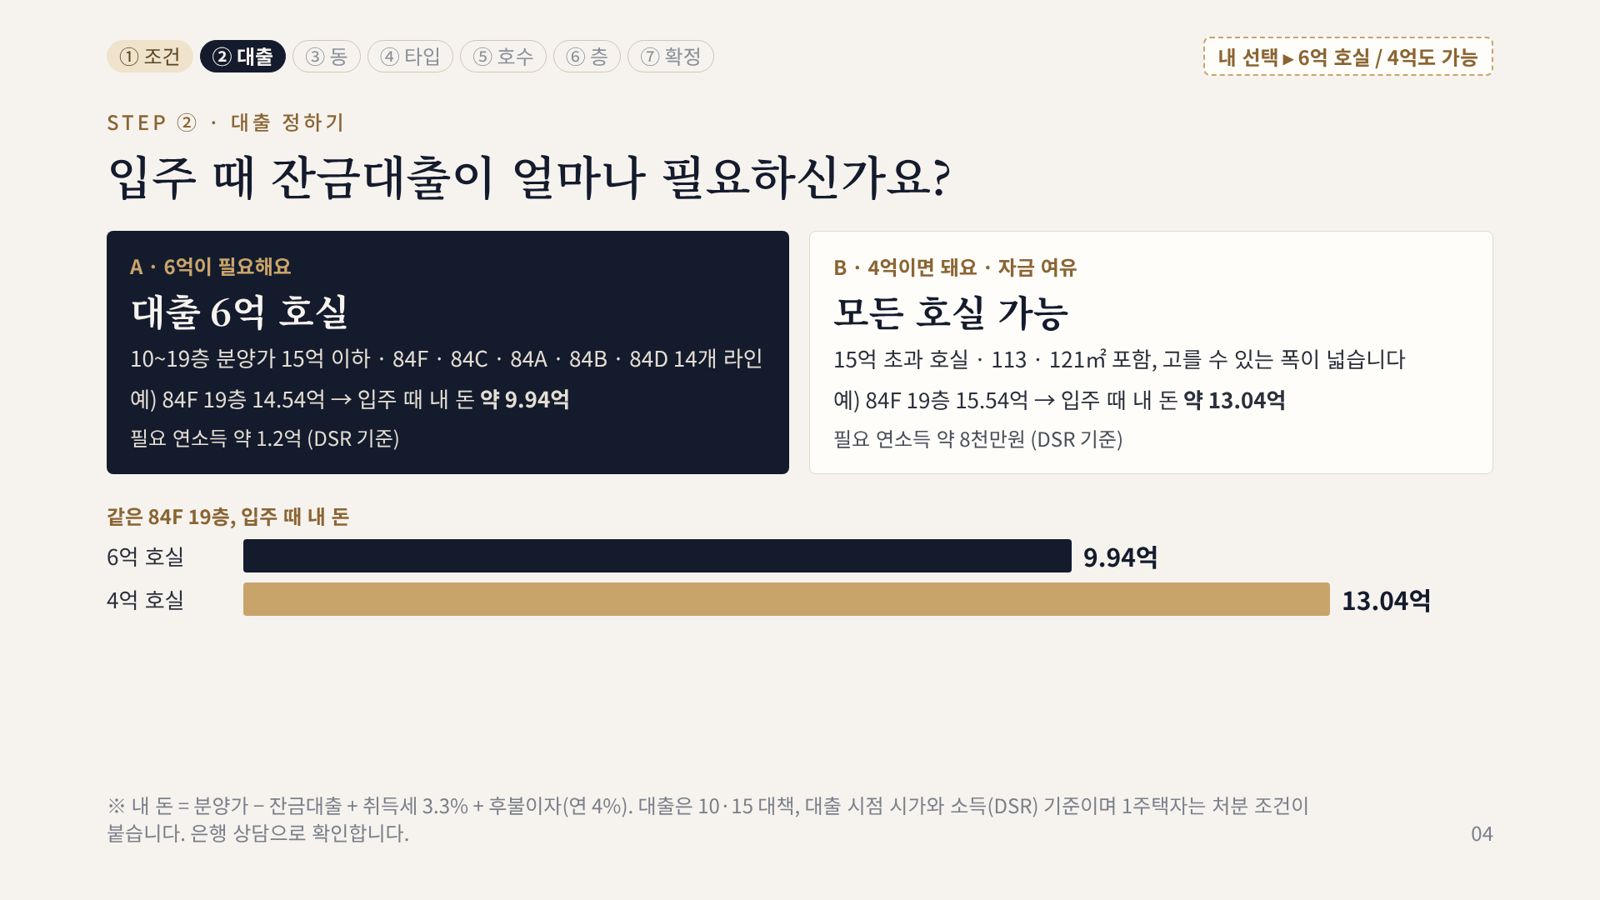 ① 조건 ② 대출 ③ 동 ④ 타입 ⑤ 호수 ⑥ 층 ⑦ 확정
내 선택 ▸ 6억 호실 / 4억도 가능
STEP ② · 대출 정하기
입주 때 잔금대출이 얼마나 필요하신가요?
A · 6억이 필요해요
대출 6억 호실
10~19층 분양가 15억 이하 · 84F · 84C · 84A · 84B · 84D 14개 라인
예) 84F 19층 14.54억 → 입주 때 내 돈 약 9.94억
필요 연소득 약 1.2억 (DSR 기준)
B · 4억이면 돼요 · 자금 여유
모든 호실 가능
15억 초과 호실 · 113 · 121㎡ 포함, 고를 수 있는 폭이 넓습니다
예) 84F 19층 15.54억 → 입주 때 내 돈 약 13.04억
필요 연소득 약 8천만원 (DSR 기준)
같은 84F 19층, 입주 때 내 돈
6억 호실 9.94억
4억 호실 13.04억
※ 내 돈 = 분양가 − 잔금대출 + 취득세 3.3% + 후불이자(연 4%). 대출은 10·15 대책, 대출 시점 시가와 소득(DSR) 기준이며 1주택자는 처분 조건이
붙습니다. 은행 상담으로 확인합니다.
04